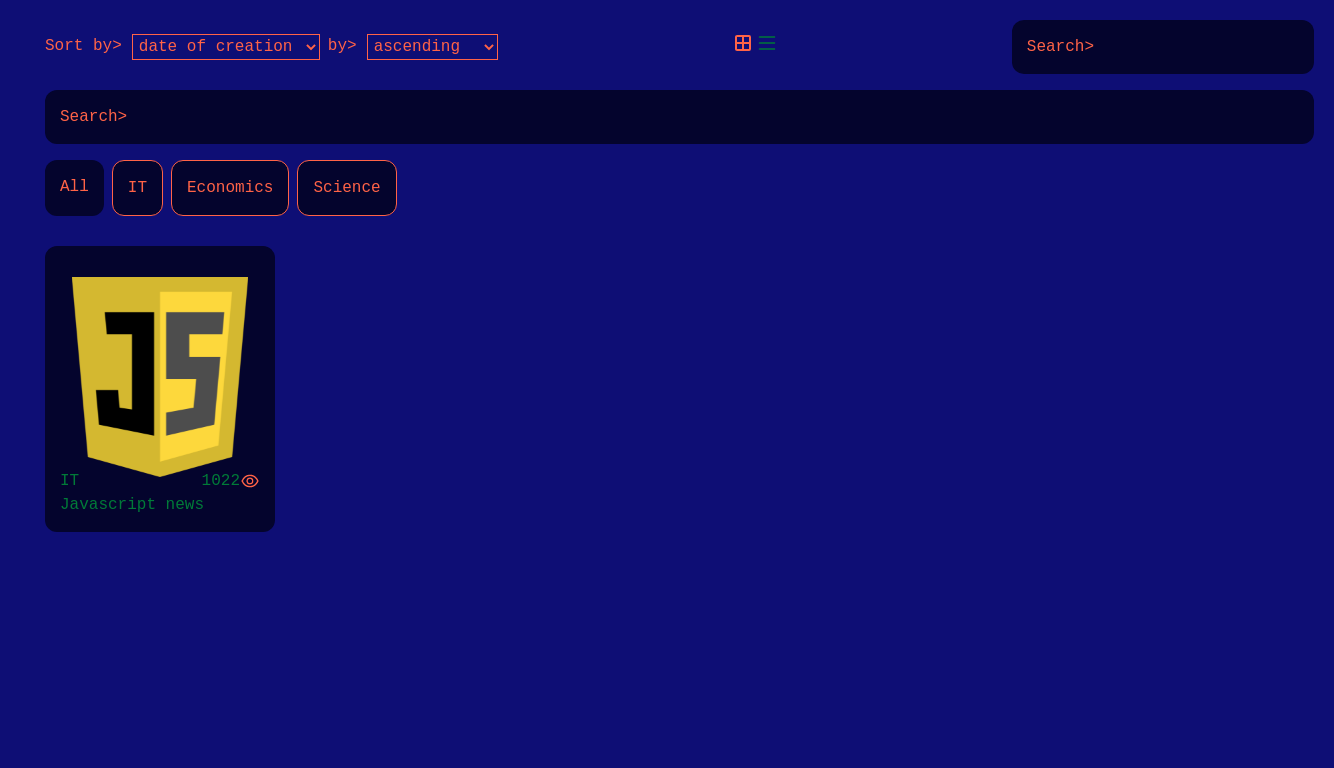 Sort by> date of creation by> ascending Search>
Search>
All IT Economics Science
JS
IT 1022
Javascript news